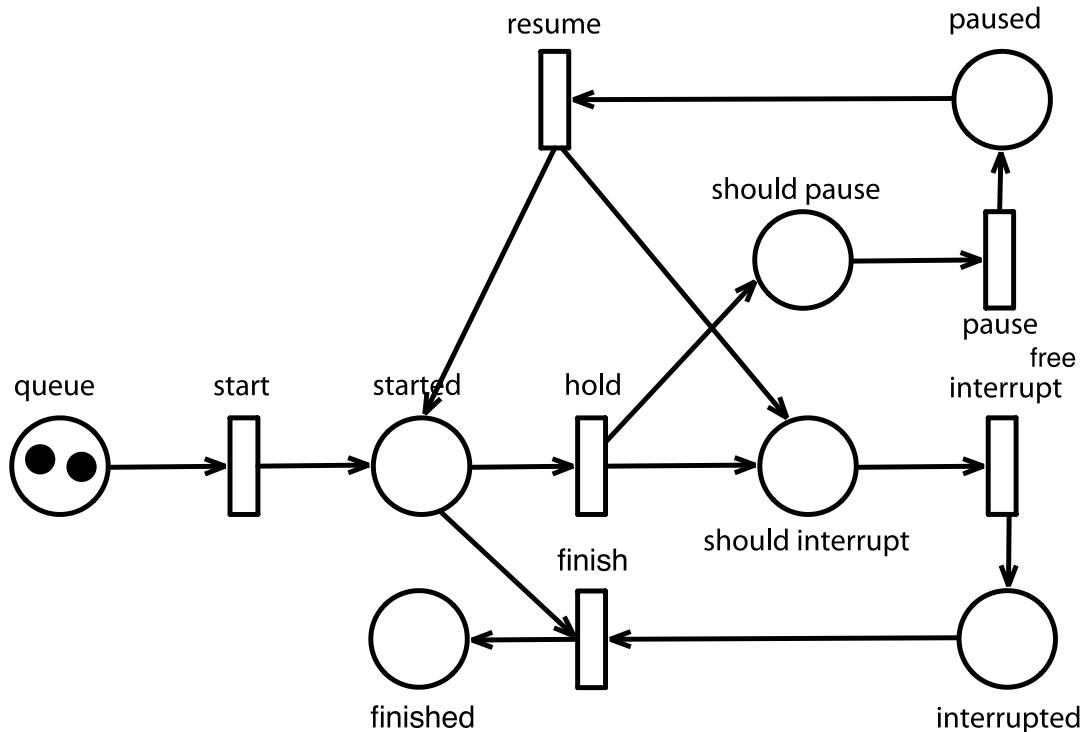 resume
paused
should pause
pause
free
queue
start
started
hold
interrupt
should interrupt
finish
finished
interrupted